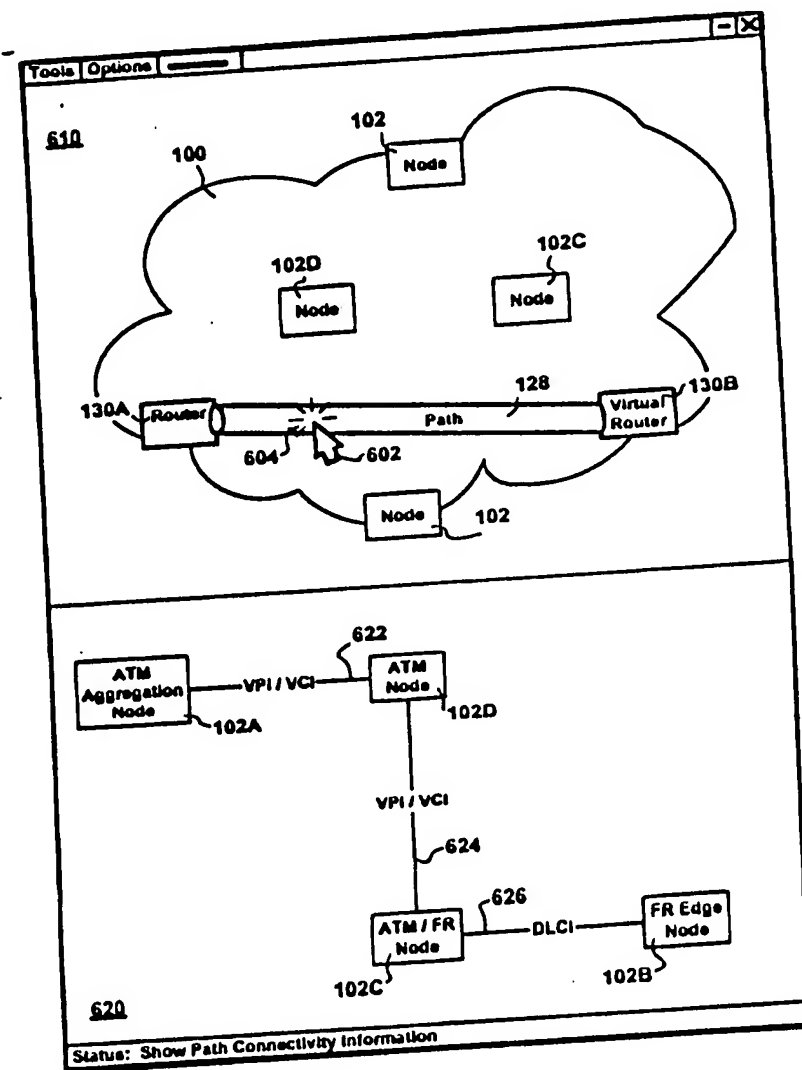 Tools Options
610
102
100
Node
102D
102C
Node
Node
128
130B
130A
Router
Path
Virtual
Router
604
602
Node
102
622
ATM
Aggregation
Node
VPI / VCI
ATM
Node
102A
102D
VPI / VCI
624
626
ATM / FR
Node
DLCI
FR Edge
Node
102C
102B
620
Status: Show Path Connectivity Information